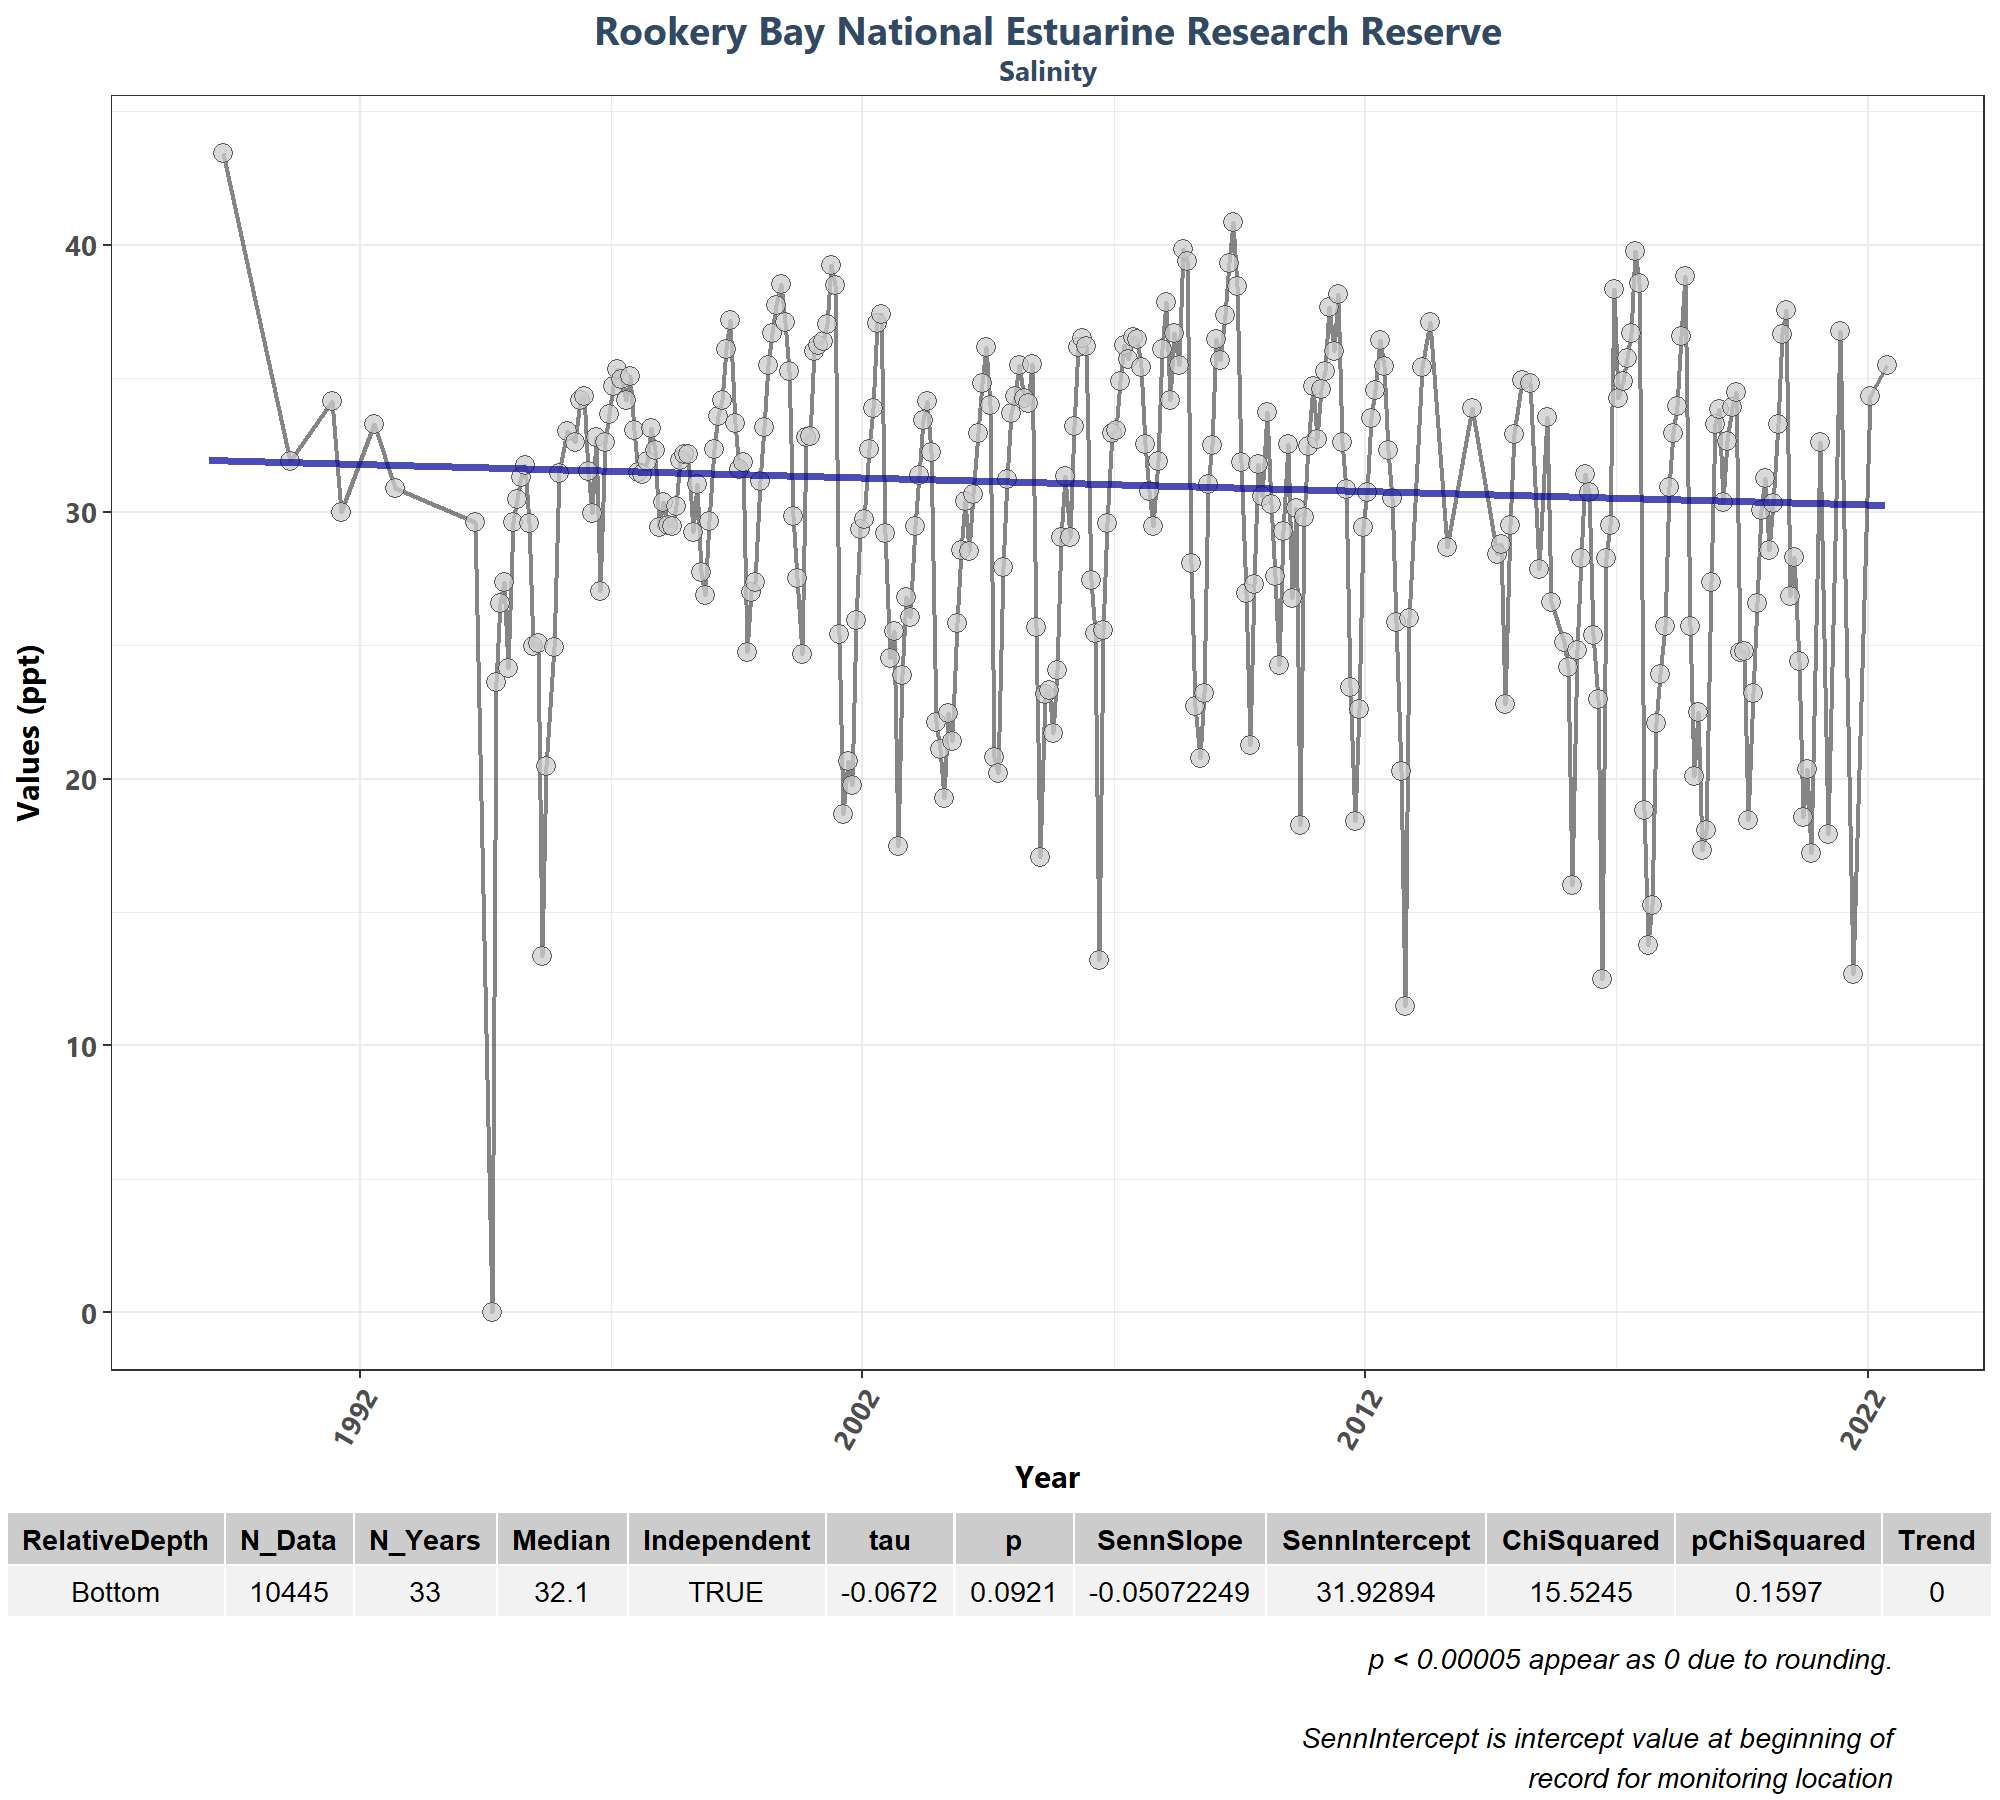 Rookery Bay National Estuarine Research Reserve
Salinity
Values (ppt)
40
30
20
10
0
1992
2002
2012
2022
Year
RelativeDepth N_Data N_Years Median Independent tau p SennSlope SennIntercept ChiSquared pChiSquared Trend
Bottom 10445 33 32.1 TRUE -0.0672 0.0921 -0.05072249 31.92894 15.5245 0.1597 0
p < 0.00005 appear as 0 due to rounding.
SennIntercept is intercept value at beginning of
record for monitoring location